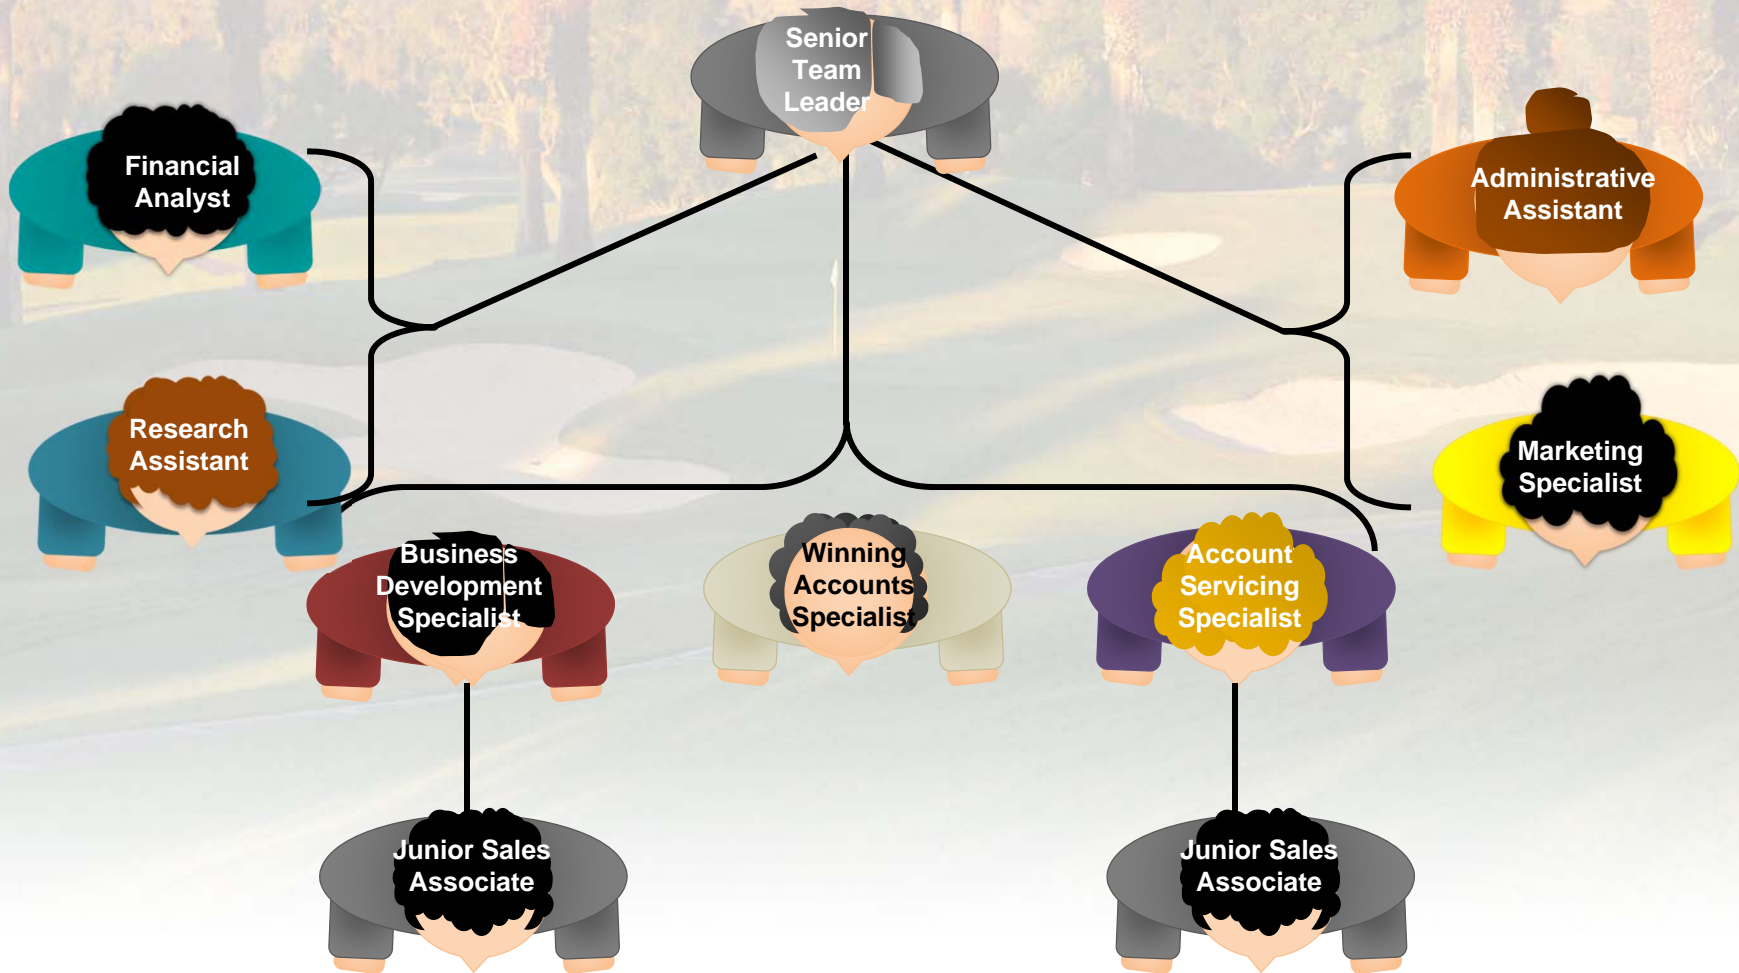 Senior
Team
Leader
Financial
Analyst
Administrative
Assistant
Research
Assistant
Marketing
Specialist
Business
Development
Specialist
Winning
Accounts
Specialist
Account
Servicing
Specialist
Junior Sales
Associate
Junior Sales
Associate